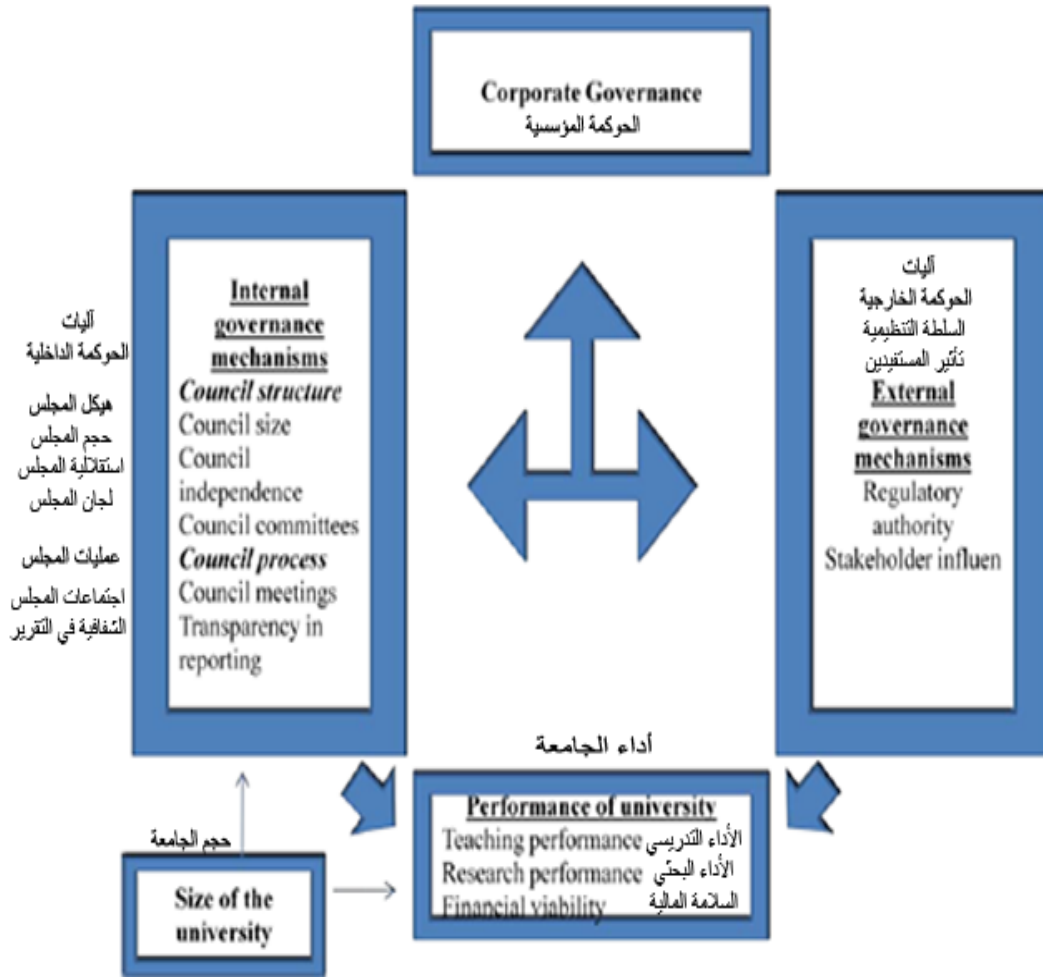 Corporate Governance
الحوكمة المؤسسية
آليات
الحوكمة الداخلية
هيكل المجلس
حجم المجلس
استقلالية المجلس
لجان المجلس
عمليات المجلس
اجتماعات المجلس
الشفافية في التقرير
Internal
governance
mechanisms
Council structure
Council size
Council
independence
Council committees
Council process
Council meetings
Transparency in
reporting
آليات
الحوكمة الخارجية
السلطة التنظيمية
تأثير المستفيدين
External
governance
mechanisms
Regulatory
authority
Stakeholder influen
أداء الجامعة
Performance of university
Teaching performance الأداء التدريسي
Research performance الأداء البحثي
Financial viability السلامة المالية
حجم الجامعة
Size of the
university